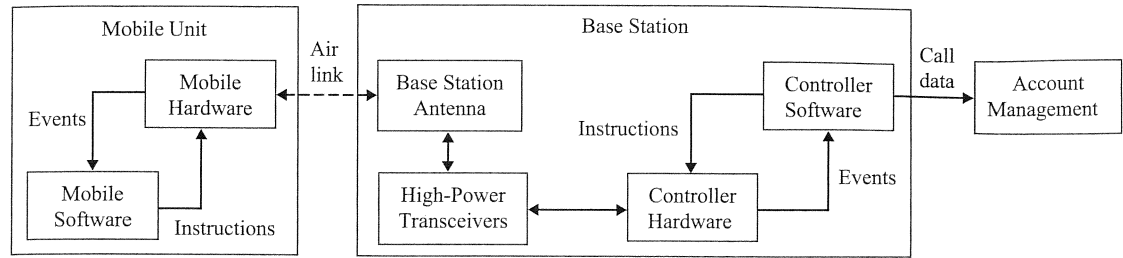 Mobile Unit
Mobile
Hardware
Events
Mobile
Software
Instructions
Air
link
Base Station
Base Station
Antenna
High-Power
Transceivers
Instructions
Controller
Hardware
Controller
Software
Events
Call
data
Account
Management